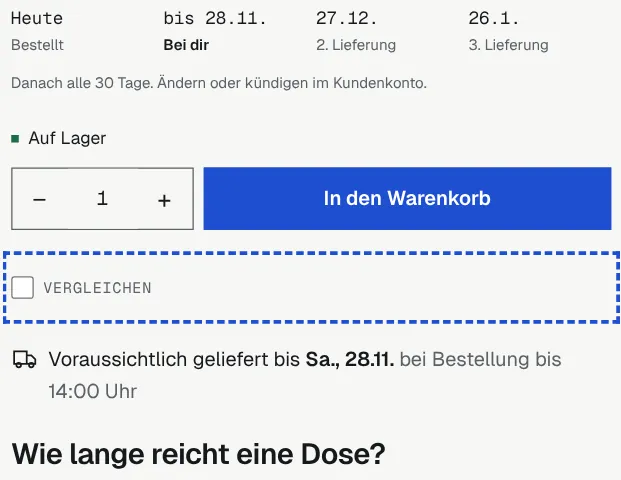 Heute bis 28.11. 27.12. 26.1.
Bestellt Bei dir 2. Lieferung 3. Lieferung
Danach alle 30 Tage. Ändern oder kündigen im Kundenkonto.
Auf Lager
− 1 + In den Warenkorb
VERGLEICHEN
Voraussichtlich geliefert bis Sa., 28.11. bei Bestellung bis
14:00 Uhr
Wie lange reicht eine Dose?